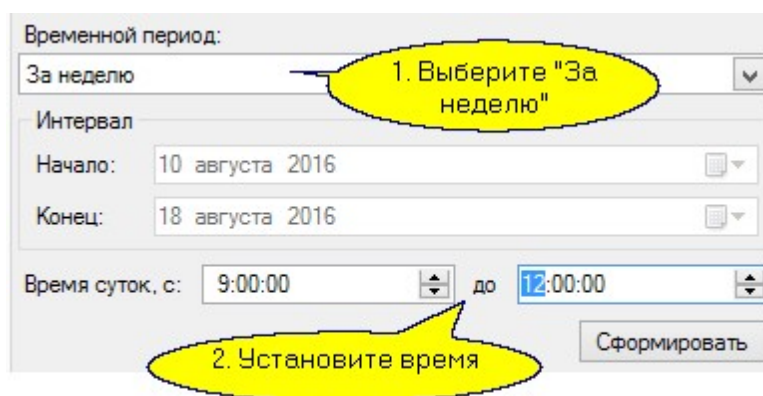 Временной период:
За неделю
1. Выберите "За
неделю"
Интервал
Начало: 10 августа 2016
Конец: 18 августа 2016
Время суток, с: 9:00:00 до 12:00:00
2. Установите время
Сформировать